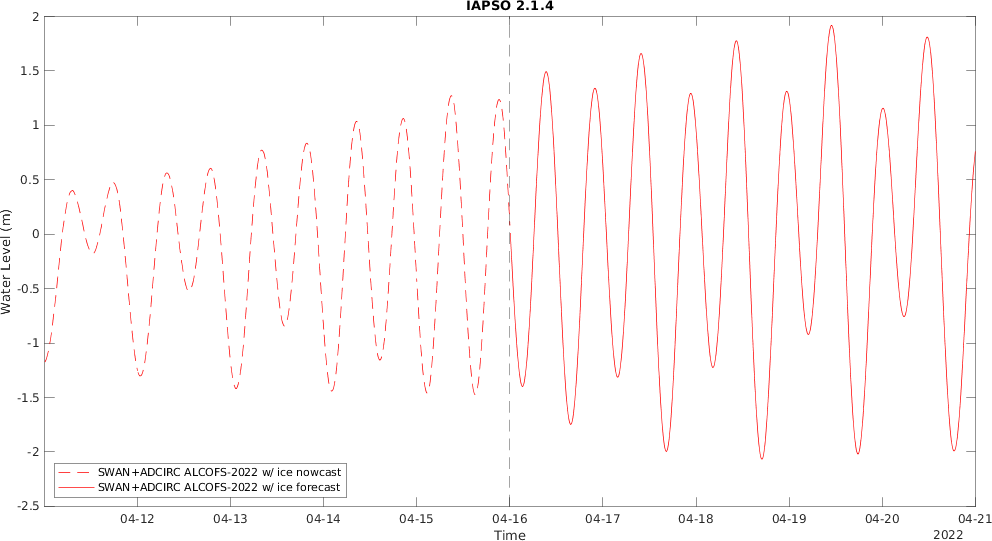 IAPSO 2.1.4
2
1.5
1
0.5
0
-0.5
-1
-1.5
-2
-2.5
Water Level (m)
SWAN+ADCIRC ALCOFS-2022 w/ ice nowcast
SWAN+ADCIRC ALCOFS-2022 w/ ice forecast
04-12 04-13 04-14 04-15 04-16 04-17 04-18 04-19 04-20 04-21
Time
2022